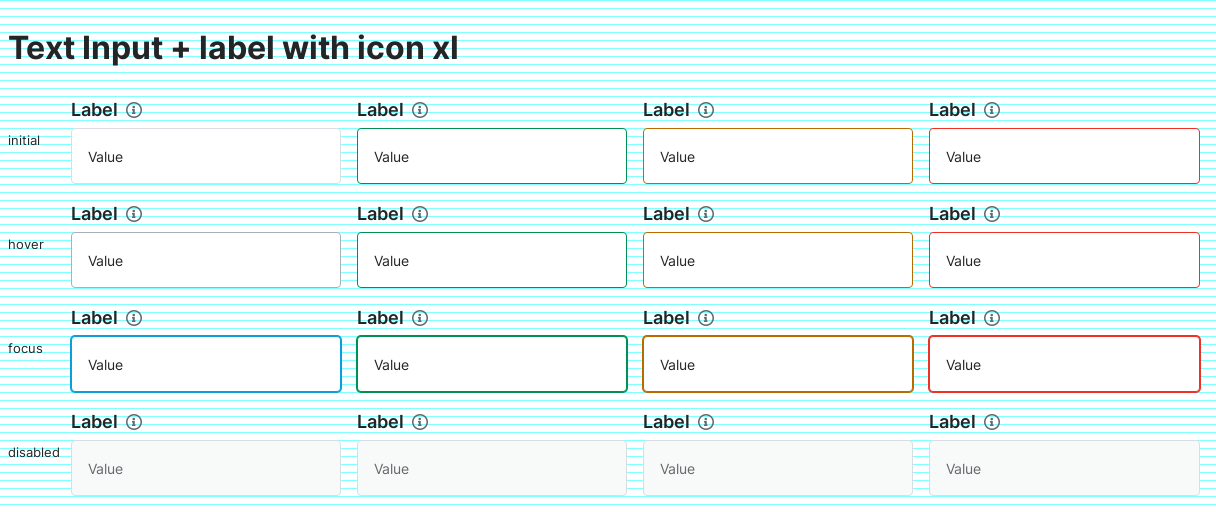 Text Input + label with icon xl
Label Label Label Label
initial Value Value Value Value
Label Label Label Label
hover Value Value Value Value
Label Label Label Label
focus Value Value Value Value
Label Label Label Label
disabled Value Value Value Value